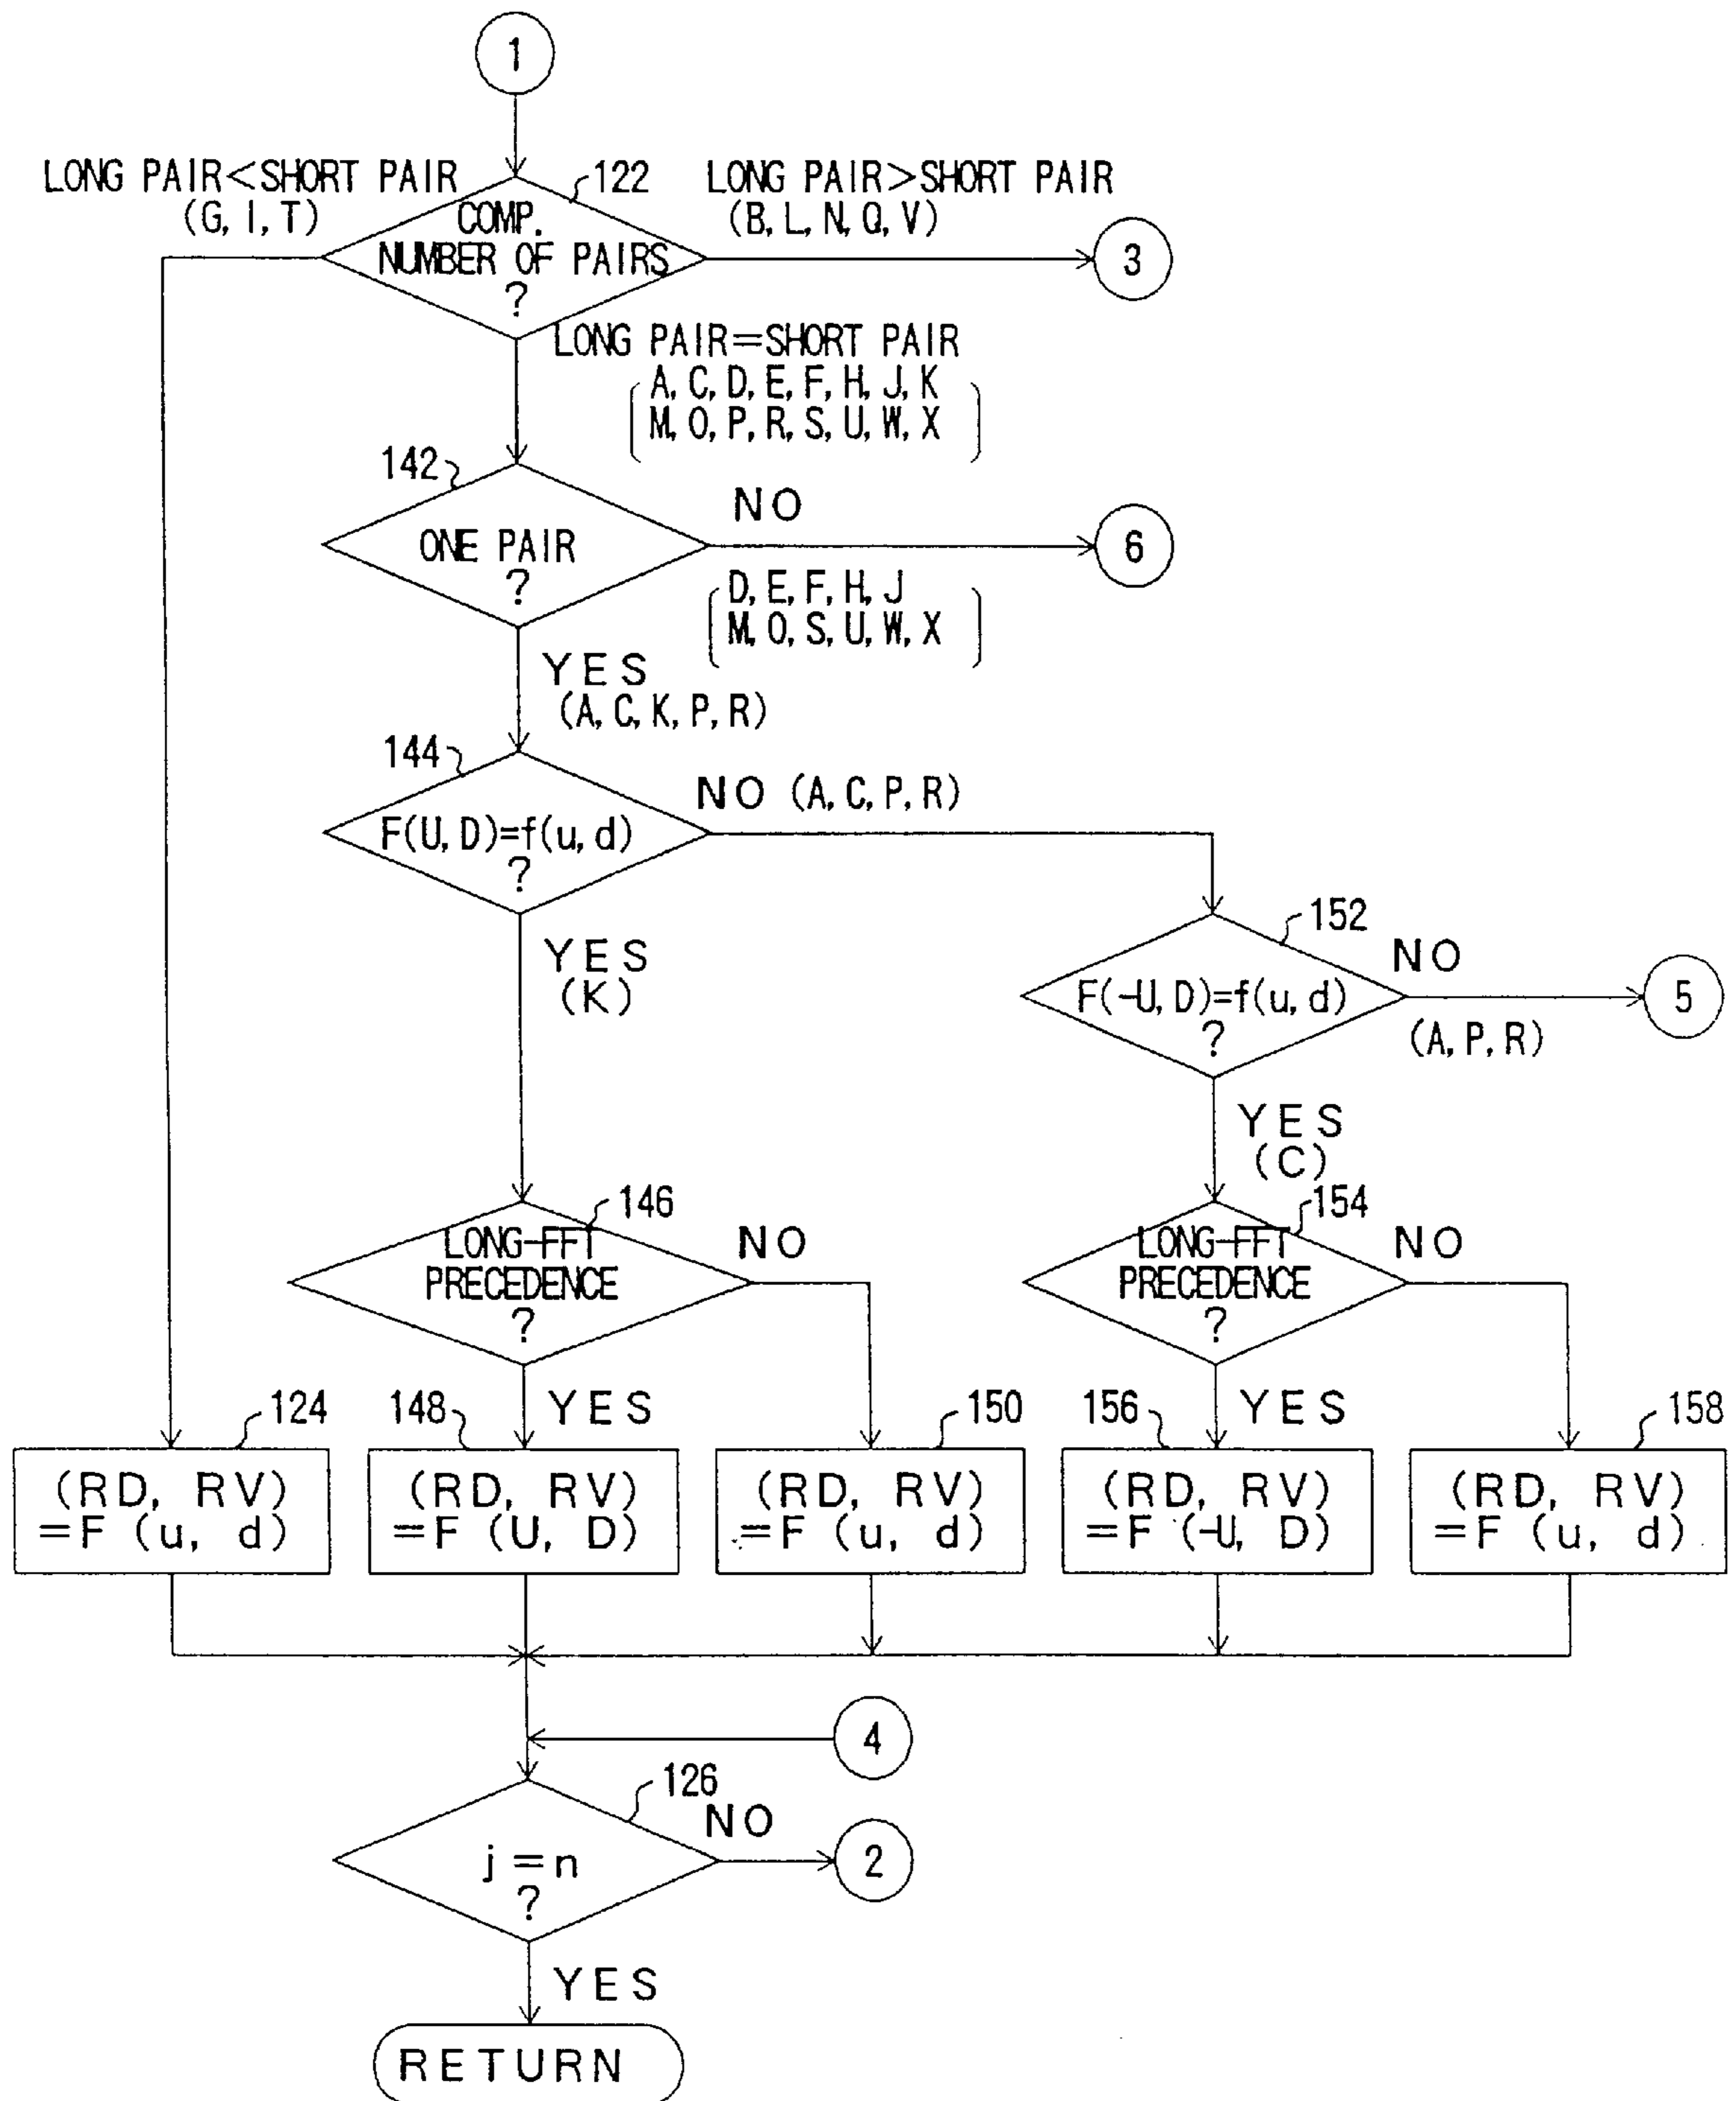 1
LONG PAIR<SHORT PAIR
(G, I, T)
122
LONG PAIR>SHORT PAIR
(B, L, N, Q, V)
COMP.
NUMBER OF PAIRS
?
3
LONG PAIR=SHORT PAIR
A, C, D, E, F, H, J, K
M, O, P, R, S, U, W, X
142
NO
ONE PAIR
?
6
D, E, F, H, J
M, O, S, U, W, X
YES
(A, C, K, P, R)
144
NO (A, C, P, R)
F(U, D)=f(u, d)
?
152
YES
(K)
NO
F(-U, D)=f(u, d)
?
5
(A, P, R)
YES
(C)
146
LONG-FFT
PRECEDENCE
?
NO
154
LONG-FFT
PRECEDENCE
?
NO
124
148
YES
150
156
YES
158
(RD, RV)
=F (u, d)
(RD, RV)
=F (U, D)
(RD, RV)
=F (u, d)
(RD, RV)
=F (-U, D)
(RD, RV)
=F (u, d)
4
126
NO
j=n
?
2
YES
RETURN